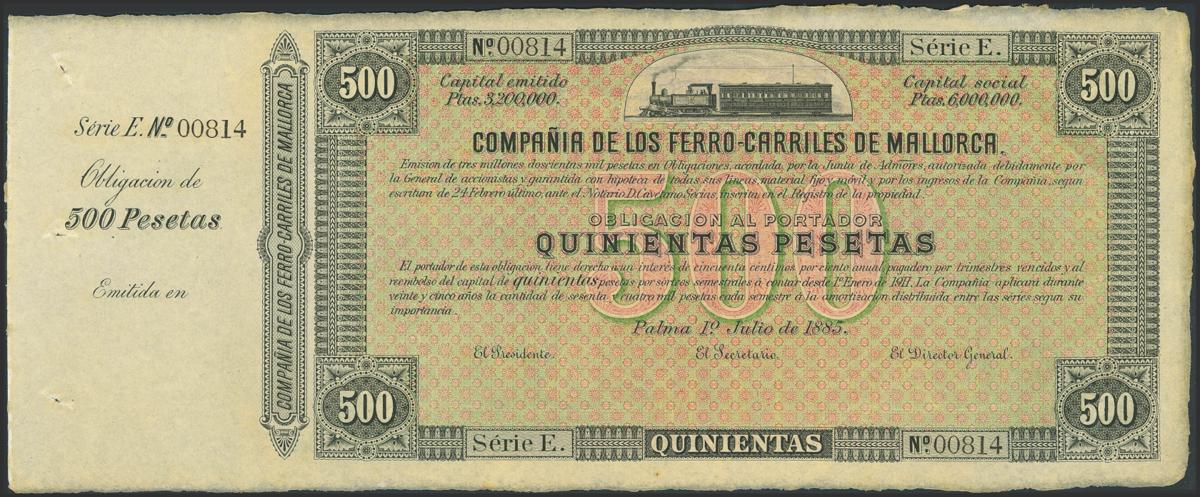 Série E. Nº 00814
Obligacion de
500 Pesetas
Emitida en
COMPAÑIA DE LOS FERRO-CARRILES DE MALLORCA
500
Nº 00814
Série E.
500
Capital emitido
Ptas. 3,200,000.
Capital social
Ptas. 6,000,000.
COMPAÑIA DE LOS FERRO-CARRILES DE MALLORCA.
Emision de tres millones, doscientas mil pesetas en Obligaciones, acordada por la Junta de Admones, autorizada debidamente por
la General de accionistas y garantida con hipoteca de todas sus lineas, material fijo y móvil y por los ingresos de la Compañia, segun
escritura de 24 Febrero último, ante el Notario D. Cayetano Socias, inscrita en el Registro de la propiedad.
500
OBLIGACION AL PORTADOR
QUINIENTAS PESETAS
El portador de esta obligacion tiene derecho á un interés de cincuenta centimos por ciento anual pagadero por trimestres vencidos y al
reembolso del capital de quinientas pesetas por sorteos semestrales á contar desde 1º Enero de 1911. La Compañia aplicará durante
veinte y cinco años la cantidad de sesenta y cuatro mil pesetas cada semestre á la amortizacion distribuida entre las séries segun su
importancia.
Palma 1º Julio de 1885.
El Presidente.
El Secretario.
El Director General.
500
Série E.
QUINIENTAS
Nº 00814
500